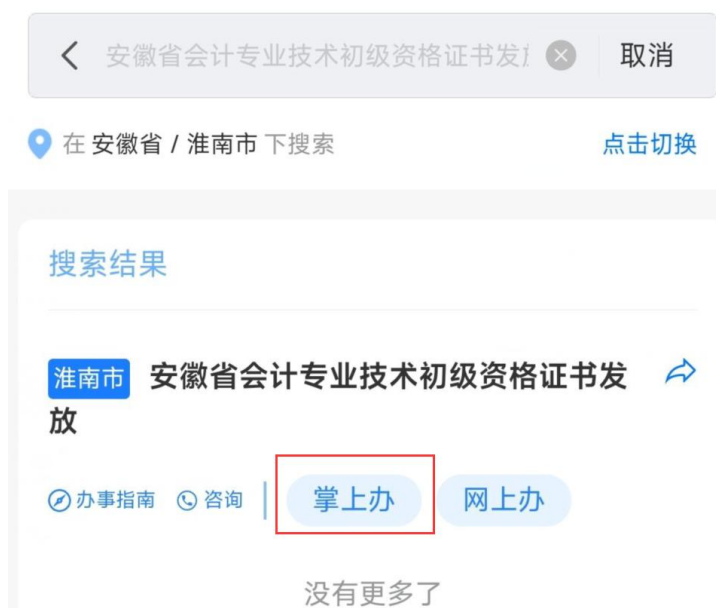 安徽省会计专业技术初级资格证书发 取消
在 安徽省 / 淮南市 下搜索 点击切换
搜索结果
淮南市 安徽省会计专业技术初级资格证书发
放
办事指南 咨询 掌上办 网上办
没有更多了